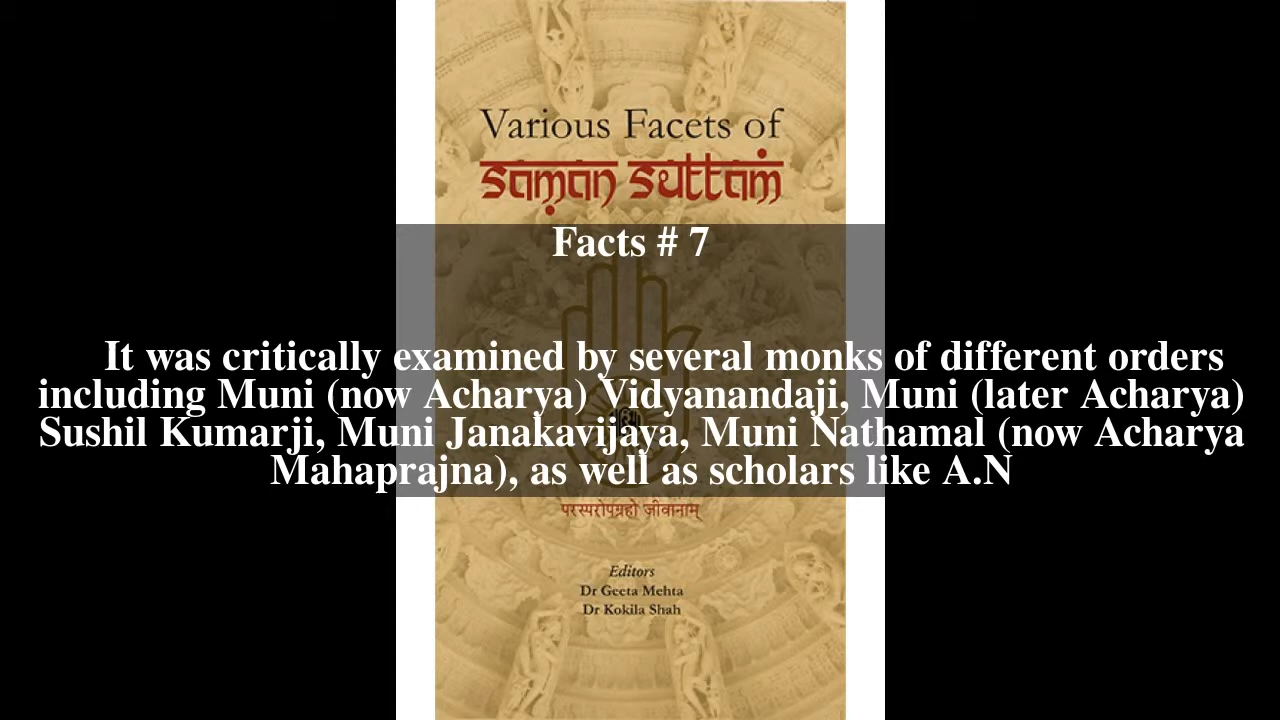 Various Facets of
Saṃaṇ Suttaṁ
Facts # 7
It was critically examined by several monks of different orders
including Muni (now Acharya) Vidyanandaji, Muni (later Acharya)
Sushil Kumarji, Muni Janakavijaya, Muni Nathamal (now Acharya
Mahaprajna), as well as scholars like A.N
परस्परोपग्रहो जीवानाम्
Editors
Dr Geeta Mehta
Dr Kokila Shah